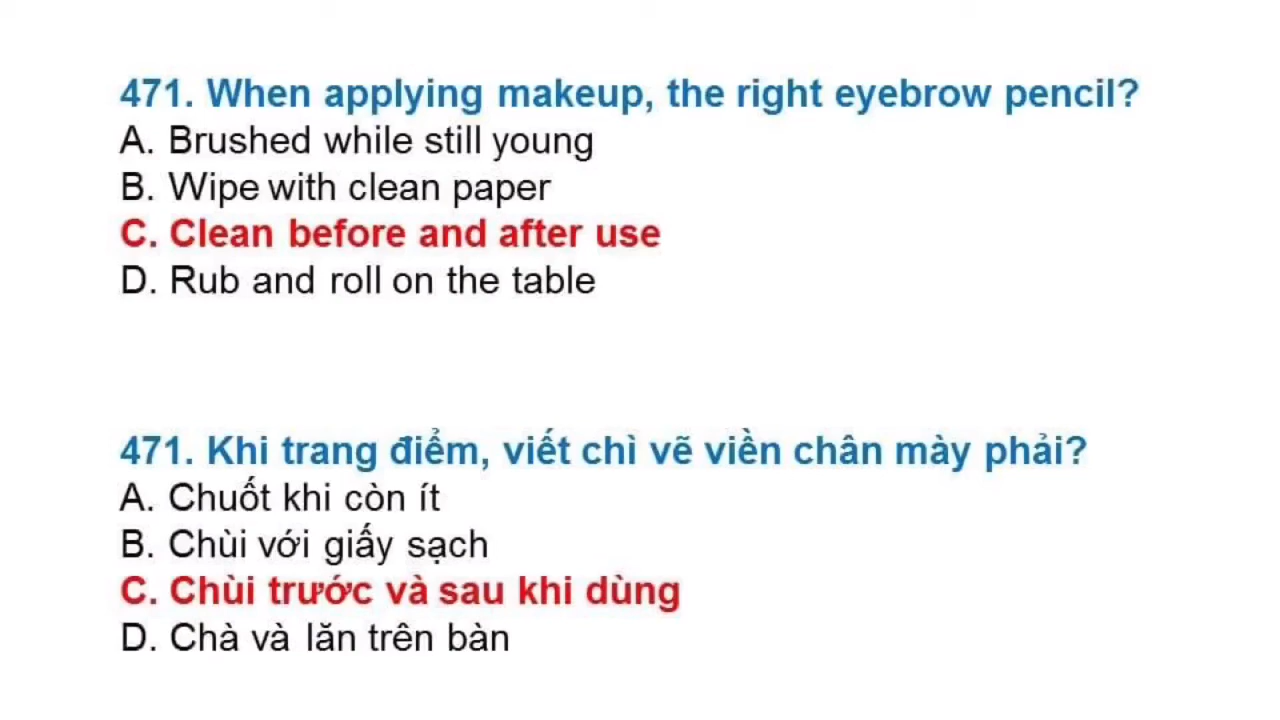 471. When applying makeup, the right eyebrow pencil?
A. Brushed while still young
B. Wipe with clean paper
C. Clean before and after use
D. Rub and roll on the table
471. Khi trang điểm, viết chì vẽ viền chân mày phải?
A. Chuốt khi còn ít
B. Chùi với giấy sạch
C. Chùi trước và sau khi dùng
D. Chà và lăn trên bàn